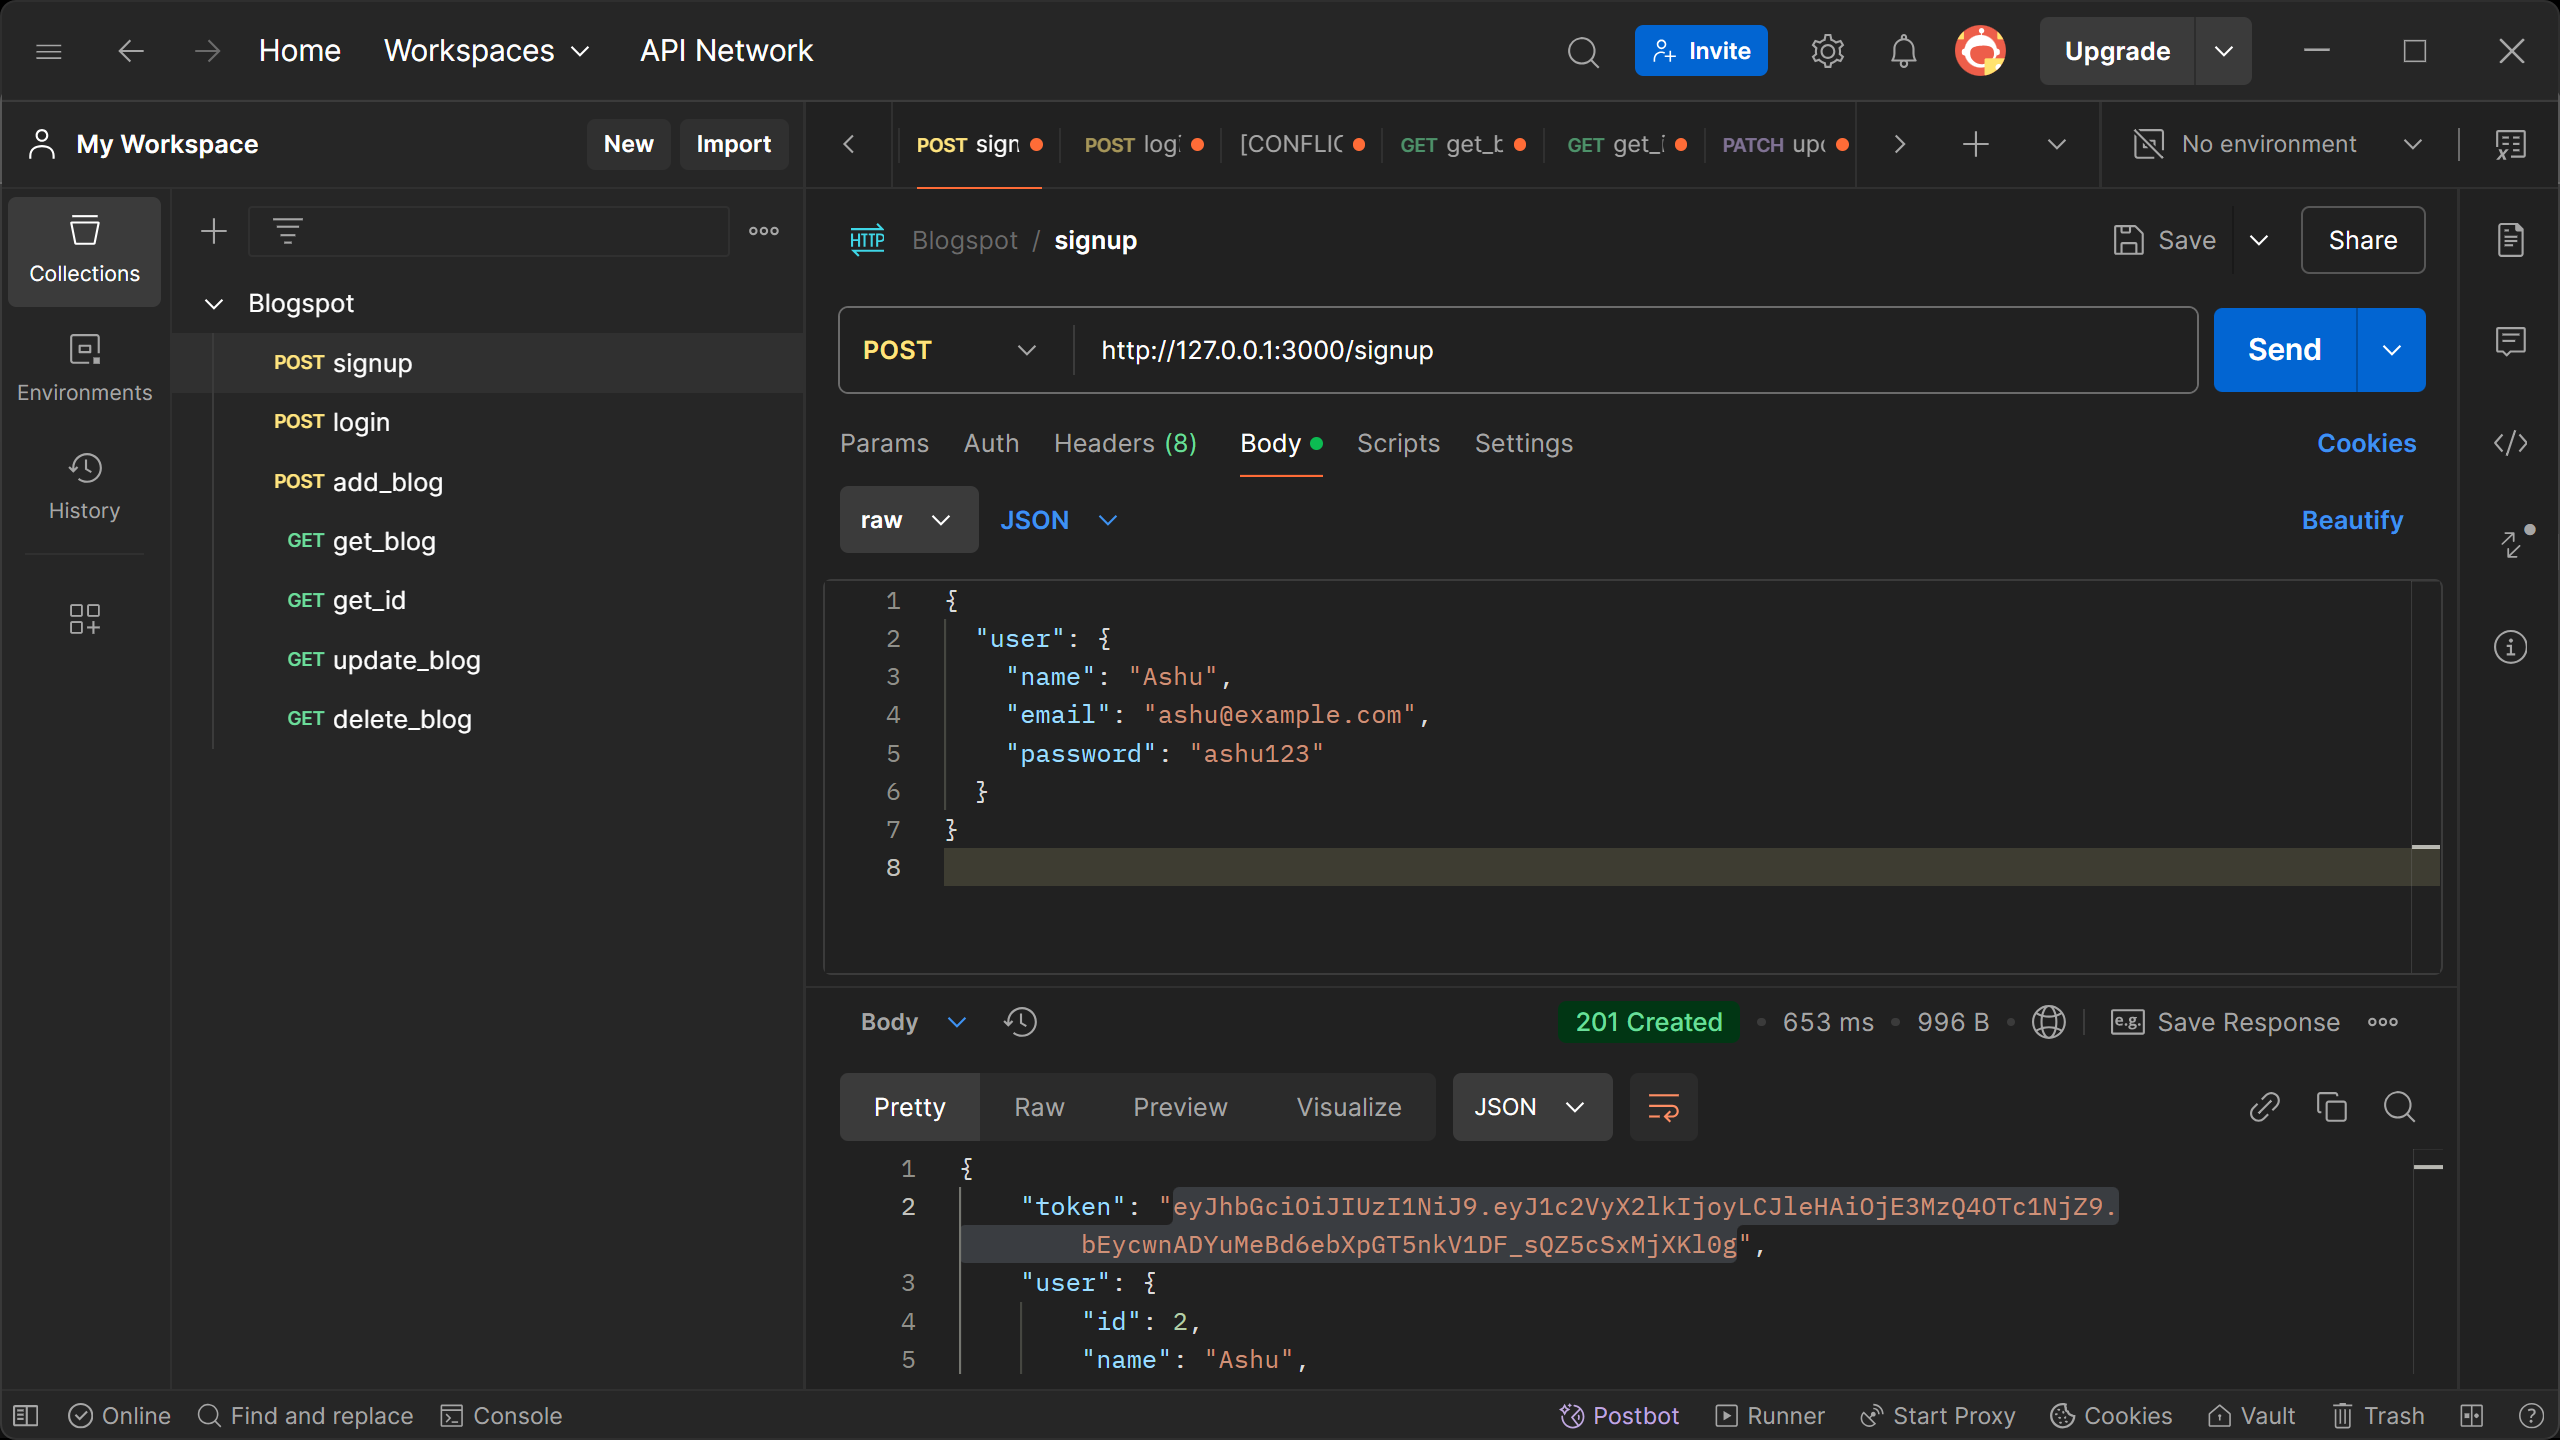 Home Workspaces API Network Invite Upgrade
My Workspace New Import POST sign POST logi [CONFLIC GET get_b GET get_i PATCH upd No environment
Collections
Environments
History
Blogspot
POST signup
POST login
POST add_blog
GET get_blog
GET get_id
GET update_blog
GET delete_blog
HTTP Blogspot / signup Save Share
POST http://127.0.0.1:3000/signup Send
Params Auth Headers (8) Body Scripts Settings Cookies
raw JSON Beautify
1 {
2 "user": {
3 "name": "Ashu",
4 "email": "ashu@example.com",
5 "password": "ashu123"
6 }
7 }
8
Body 201 Created 653 ms 996 B e.g. Save Response
Pretty Raw Preview Visualize JSON
1 {
2 "token": "eyJhbGciOiJIUzI1NiJ9.eyJ1c2VyX2lkIjoyLCJleHAiOjE3MzQ4OTc1NjZ9.
bEycwnADYuMeBd6ebXpGT5nkV1DF_sQZ5cSxMjXKl0g",
3 "user": {
4 "id": 2,
5 "name": "Ashu",
Online Find and replace Console Postbot Runner Start Proxy Cookies Vault Trash